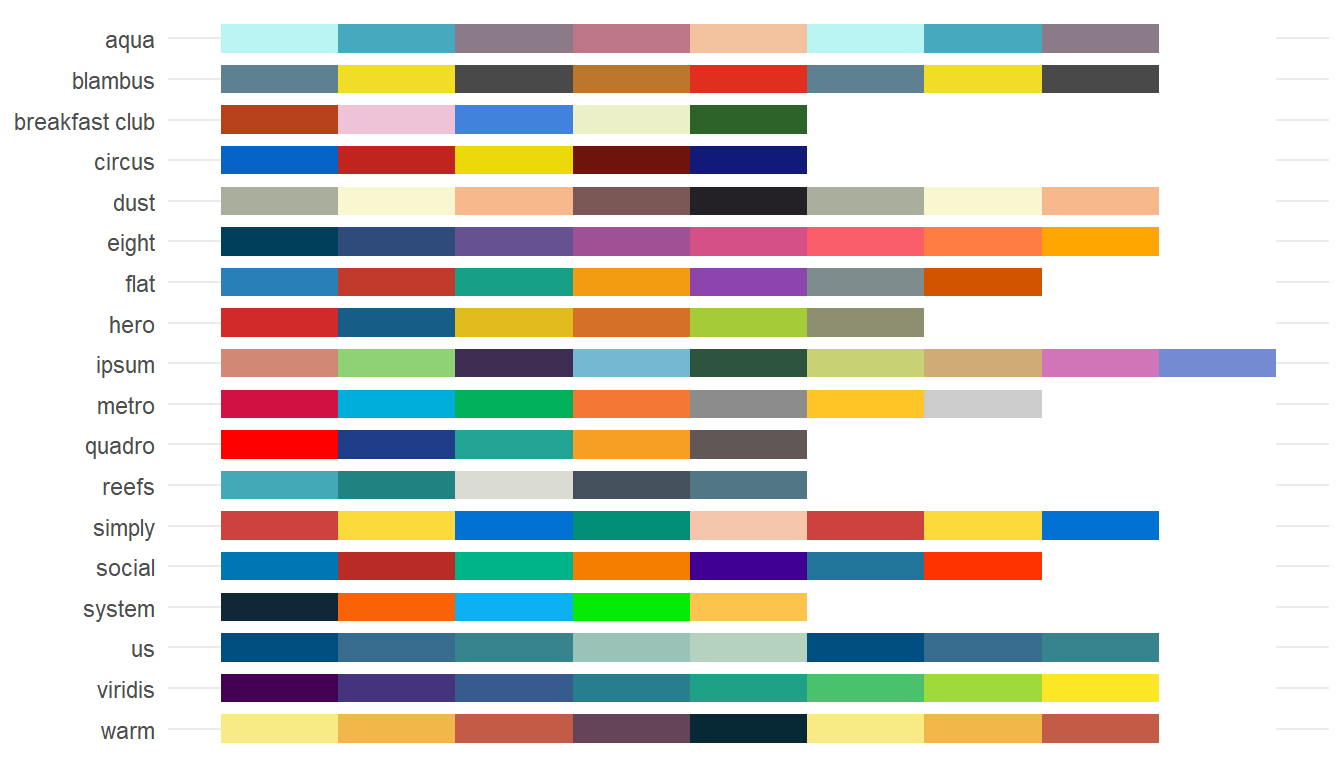 aqua
blambus
breakfast club
circus
dust
eight
flat
hero
ipsum
metro
quadro
reefs
simply
social
system
us
viridis
warm